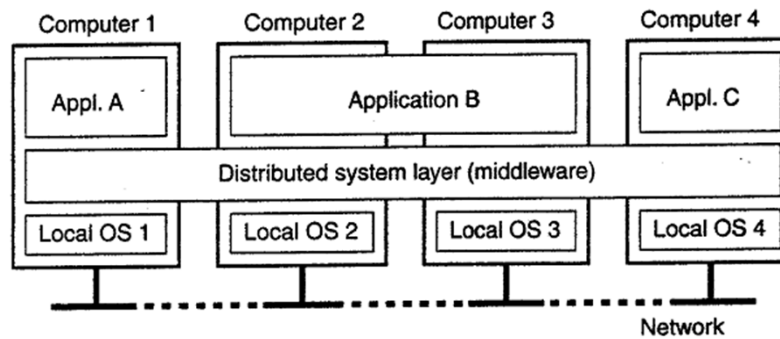 Computer 1
Computer 2
Computer 3
Computer 4
Appl. A
Application B
Appl. C
Distributed system layer (middleware)
Local OS 1
Local OS 2
Local OS 3
Local OS 4
Network